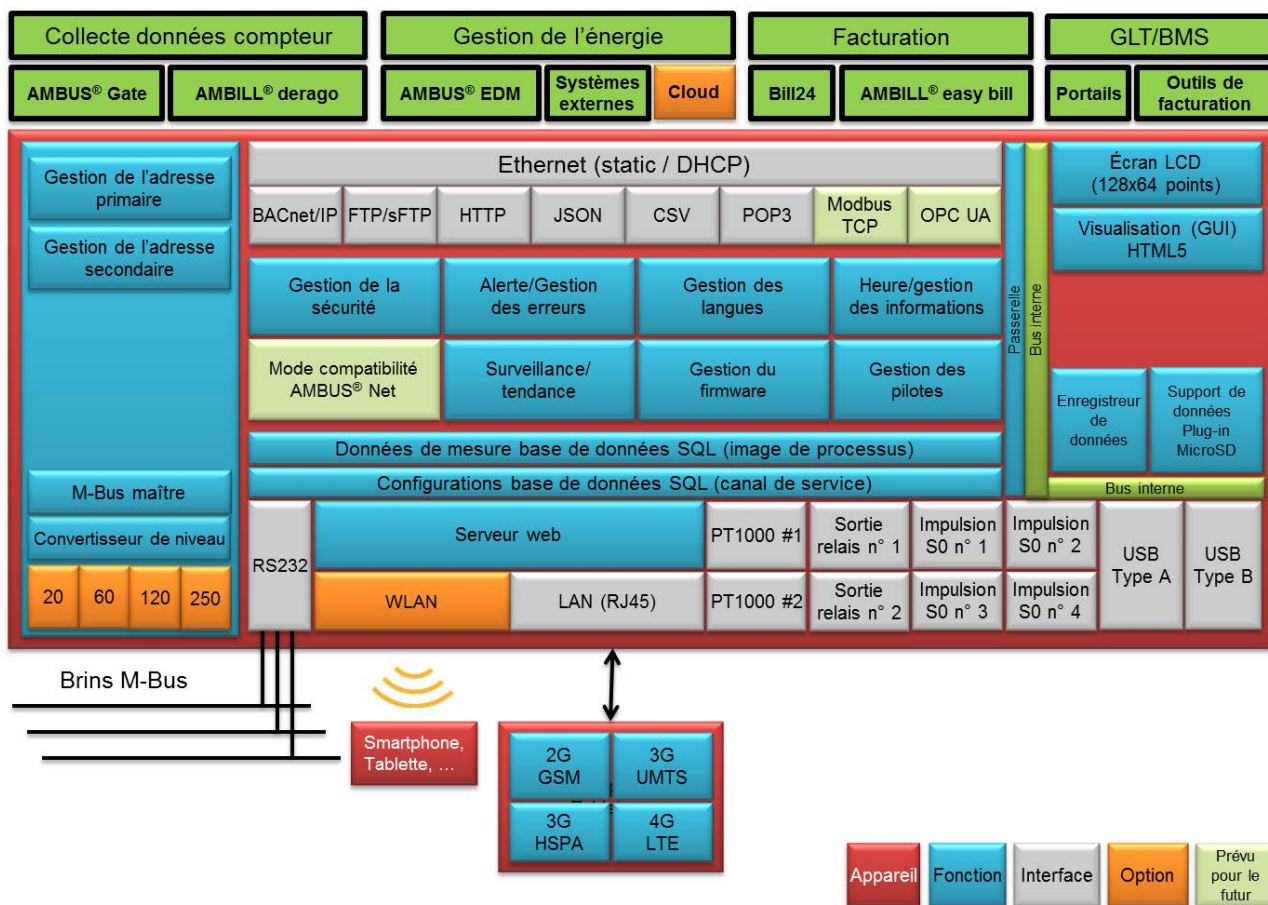 Collecte données compteur
Gestion de l'énergie
Facturation
GLT/BMS
AMBUS® Gate
AMBILL® derago
AMBUS® EDM
Systèmes
externes
Cloud
Bill24
AMBILL® easy bill
Portails
Outils de
facturation
Gestion de l'adresse
primaire
Gestion de l'adresse
secondaire
M-Bus maître
Convertisseur de niveau
20
60
120
250
Ethernet (static / DHCP)
BACnet/IP
FTP/sFTP
HTTP
JSON
CSV
POP3
Modbus
TCP
OPC UA
Gestion de la
sécurité
Alerte/Gestion
des erreurs
Gestion des
langues
Heure/gestion
des informations
Mode compatibilité
AMBUS® Net
Surveillance/
tendance
Gestion du
firmware
Gestion des
pilotes
Données de mesure base de données SQL (image de processus)
Configurations base de données SQL (canal de service)
Passerelle
Bus interne
Écran LCD
(128x64 points)
Visualisation (GUI)
HTML5
Enregistreur
de
données
Support de
données
Plug-in
MicroSD
Bus interne
RS232
Serveur web
WLAN
LAN (RJ45)
PT1000 #1
PT1000 #2
Sortie
relais n° 1
Sortie
relais n° 2
Impulsion
S0 n° 1
Impulsion
S0 n° 3
Impulsion
S0 n° 2
Impulsion
S0 n° 4
USB
Type A
USB
Type B
Brins M-Bus
Smartphone,
Tablette, ...
2G
GSM
3G
UMTS
3G
HSPA
4G
LTE
Appareil
Fonction
Interface
Option
Prévu
pour le
futur